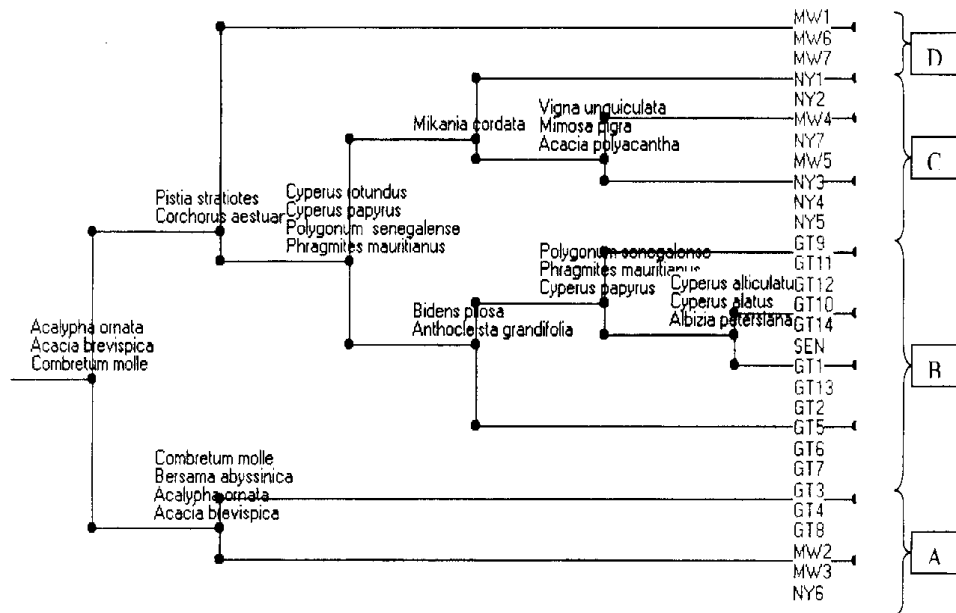 MW1
MW6
MW7
D
NY1
NY2
Mikania cordata
Vigna unguiculata
Mimosa pigra
Acacia polyacantha
MW4
NY7
MW5
NY3
C
NY4
NY5
Pistia stratiotes
Corchorus aestuar
Cyperus rotundus
Cyperus papyrus
Polygonum senegalense
Phragmites mauritianus
Polygonum senegalense
Phragmites mauritianus
Cyperus papyrus
GT9
GT11
GT12
GT10
GT14
SEN
GT1
GT13
GT2
GT5
GT6
GT7
B
Cyperus alticulatu
Cyperus alatus
Albizia petersiana
Bidens pilosa
Anthocleista grandifolia
Acalypha ornata
Acacia brevispica
Combretum molle
Combretum molle
Bersama abyssinica
Acalypha ornata
Acacia brevispica
GT3
GT4
GT8
MW2
MW3
NY6
A